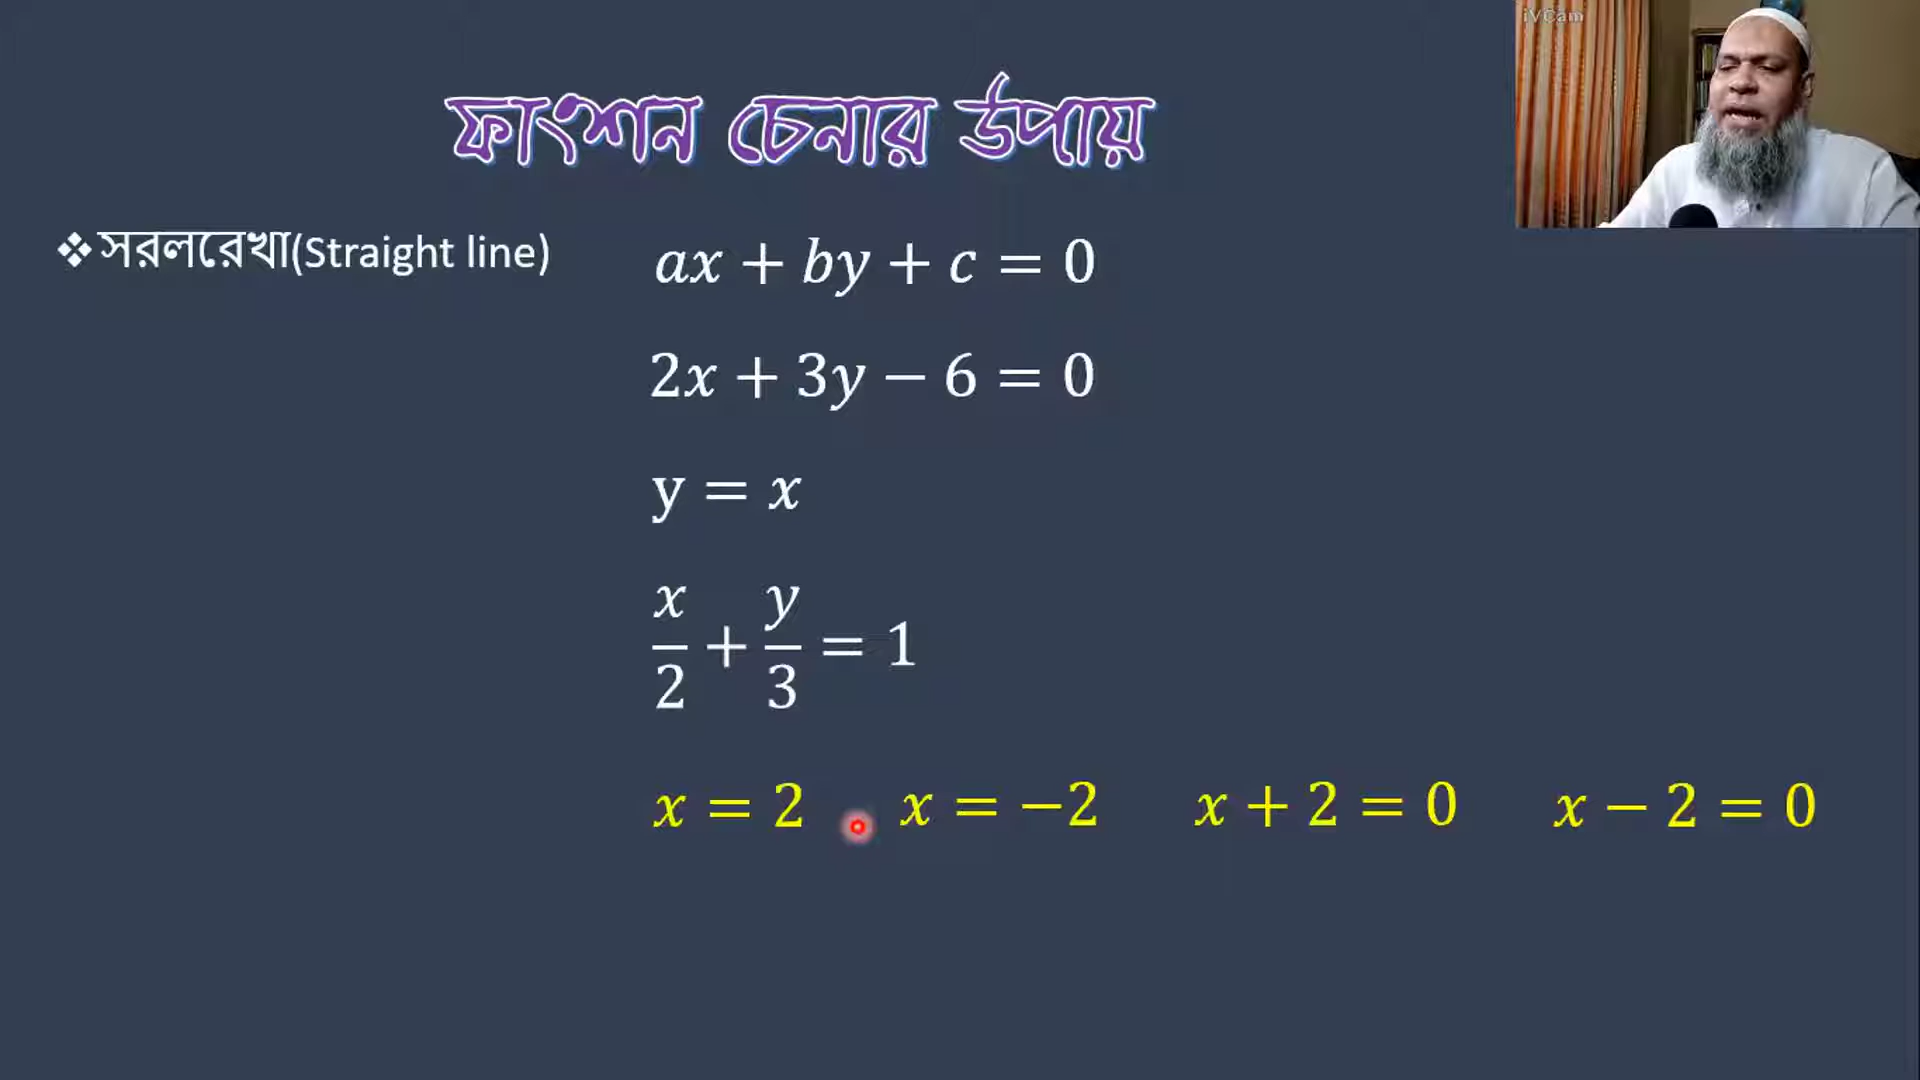 iVCam
ফাংশন চেনার উপায়
❖সরলরেখা(Straight line)
ax + by + c = 0
2x + 3y − 6 = 0
y = x
x/2 + y/3 = 1
x = 2 x = −2 x + 2 = 0 x − 2 = 0